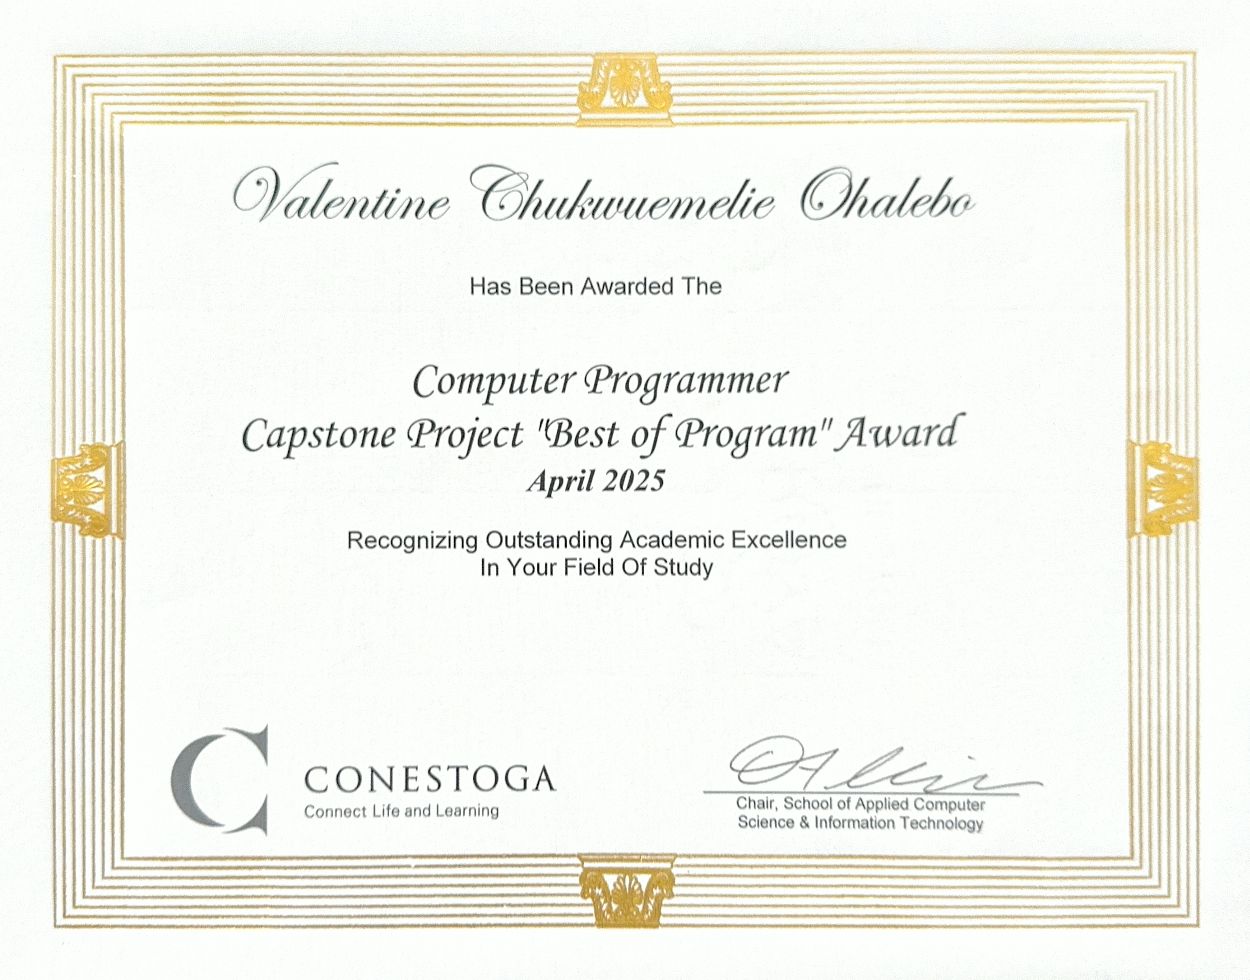 Valentine Chukwuemelie Ohalebo
Has Been Awarded The
Computer Programmer
Capstone Project "Best of Program" Award
April 2025
Recognizing Outstanding Academic Excellence
In Your Field Of Study
CONESTOGA
Connect Life and Learning
Chair, School of Applied Computer
Science & Information Technology